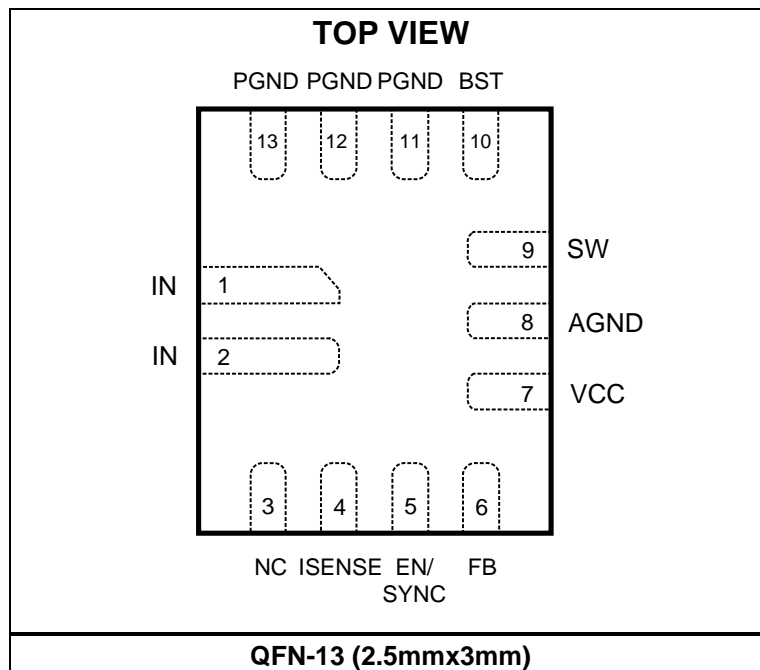 TOP VIEW
PGND PGND PGND BST
13 12 11 10
9 SW
IN 1
8 AGND
IN 2
7 VCC
3 4 5 6
NC ISENSE EN/ FB
SYNC
QFN-13 (2.5mmx3mm)